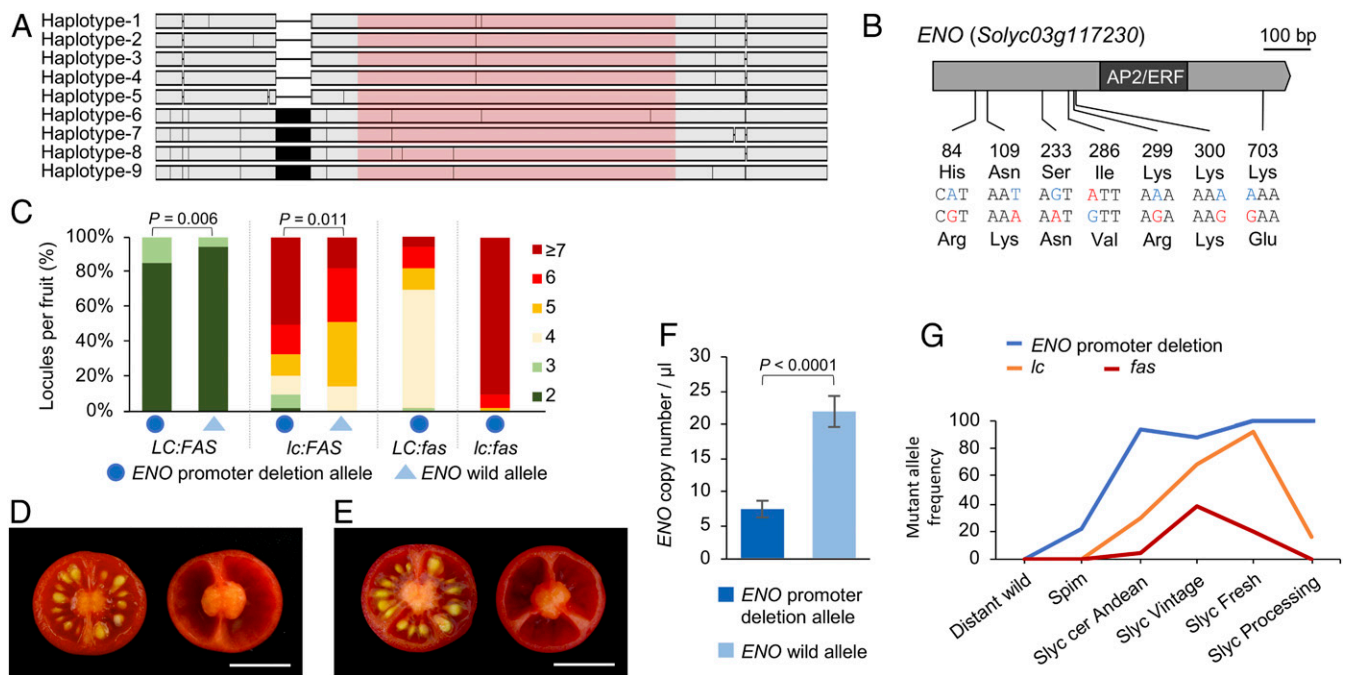 A
Haplotype-1
Haplotype-2
Haplotype-3
Haplotype-4
Haplotype-5
Haplotype-6
Haplotype-7
Haplotype-8
Haplotype-9
B
ENO (Solyc03g117230)
100 bp
AP2/ERF
84 109 233 286 299 300 703
His Asn Ser Ile Lys Lys Lys
CAT AAT AGT ATT AAA AAA AAA
CGT AAA AAT GTT AGA AAG GAA
Arg Lys Asn Val Arg Lys Glu
C
P = 0.006
P = 0.011
Locules per fruit (%)
100%
80%
60%
40%
20%
0%
≥7
6
5
4
3
2
LC:FAS lc:FAS LC:fas lc:fas
ENO promoter deletion allele ENO wild allele
D
E
F
ENO copy number / µl
30
25
20
15
10
5
0
P < 0.0001
ENO promoter
deletion allele
ENO wild allele
G
ENO promoter deletion
lc fas
Mutant allele
frequency
100
80
60
40
20
0
Distant wild
Spim
Slyc cer Andean
Slyc Vintage
Slyc Fresh
Slyc Processing